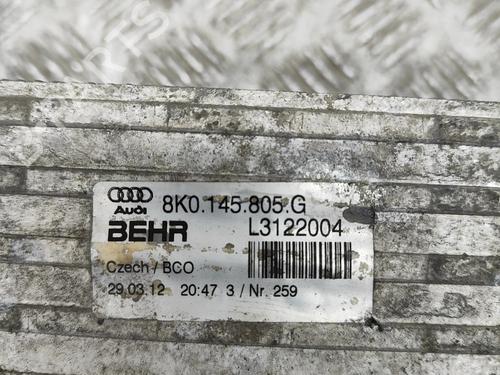 Audi 8K0.145.805.G
BEHR L3122004
Czech / BCO
29.03.12 20:47 3 / Nr. 259